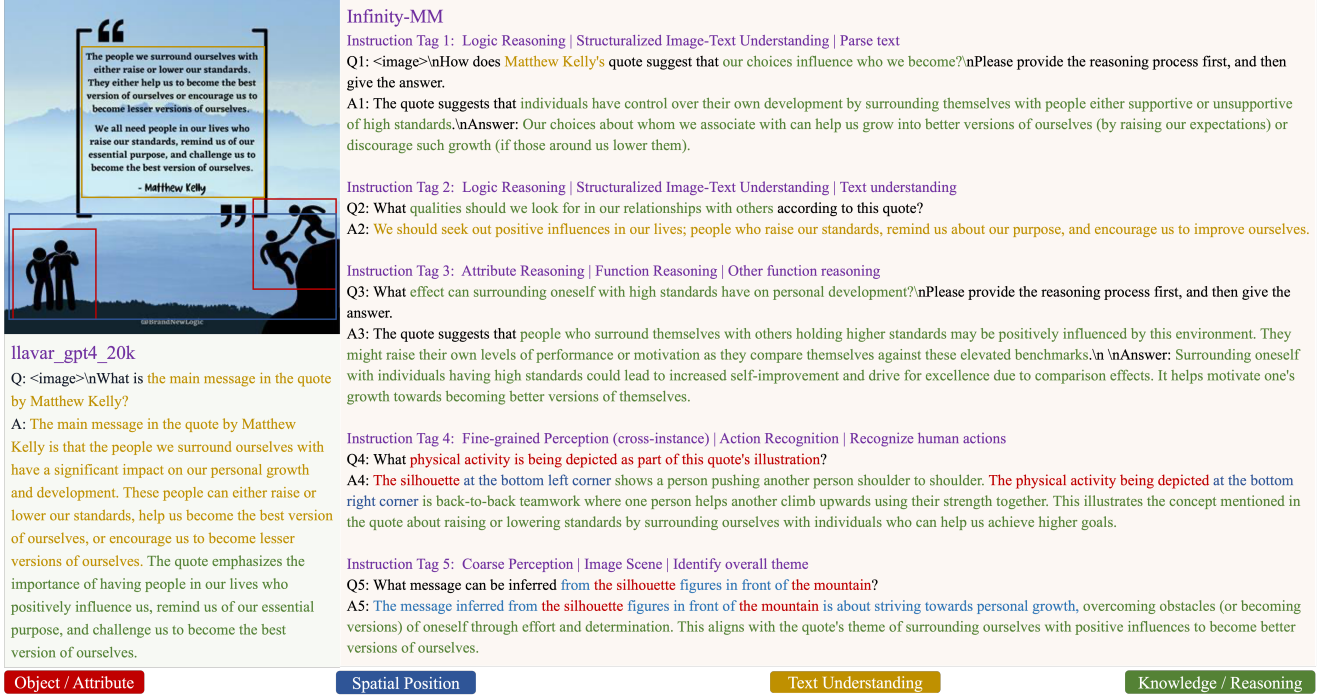 “
The people we surround ourselves with
either raise or lower our standards.
They either help us to become the best
version of ourselves or encourage us to
become lesser versions of ourselves.
We all need people in our lives who
raise our standards, remind us of our
essential purpose, and challenge us to
become the best version of ourselves.
- Matthew Kelly
”
@BrandNewLogic
llavar_gpt4_20k
Q: <image>\nWhat is the main message in the quote
by Matthew Kelly?
A: The main message in the quote by Matthew
Kelly is that the people we surround ourselves with
have a significant impact on our personal growth
and development. These people can either raise or
lower our standards, help us become the best version
of ourselves, or encourage us to become lesser
versions of ourselves. The quote emphasizes the
importance of having people in our lives who
positively influence us, remind us of our essential
purpose, and challenge us to become the best
version of ourselves.
Infinity-MM
Instruction Tag 1: Logic Reasoning | Structuralized Image-Text Understanding | Parse text
Q1: <image>\nHow does Matthew Kelly's quote suggest that our choices influence who we become?\nPlease provide the reasoning process first, and then
give the answer.
A1: The quote suggests that individuals have control over their own development by surrounding themselves with people either supportive or unsupportive
of high standards.\nAnswer: Our choices about whom we associate with can help us grow into better versions of ourselves (by raising our expectations) or
discourage such growth (if those around us lower them).
Instruction Tag 2: Logic Reasoning | Structuralized Image-Text Understanding | Text understanding
Q2: What qualities should we look for in our relationships with others according to this quote?
A2: We should seek out positive influences in our lives; people who raise our standards, remind us about our purpose, and encourage us to improve ourselves.
Instruction Tag 3: Attribute Reasoning | Function Reasoning | Other function reasoning
Q3: What effect can surrounding oneself with high standards have on personal development?\nPlease provide the reasoning process first, and then give the
answer.
A3: The quote suggests that people who surround themselves with others holding higher standards may be positively influenced by this environment. They
might raise their own levels of performance or motivation as they compare themselves against these elevated benchmarks.\n \nAnswer: Surrounding oneself
with individuals having high standards could lead to increased self-improvement and drive for excellence due to comparison effects. It helps motivate one's
growth towards becoming better versions of themselves.
Instruction Tag 4: Fine-grained Perception (cross-instance) | Action Recognition | Recognize human actions
Q4: What physical activity is being depicted as part of this quote's illustration?
A4: The silhouette at the bottom left corner shows a person pushing another person shoulder to shoulder. The physical activity being depicted at the bottom
right corner is back-to-back teamwork where one person helps another climb upwards using their strength together. This illustrates the concept mentioned in
the quote about raising or lowering standards by surrounding ourselves with individuals who can help us achieve higher goals.
Instruction Tag 5: Coarse Perception | Image Scene | Identify overall theme
Q5: What message can be inferred from the silhouette figures in front of the mountain?
A5: The message inferred from the silhouette figures in front of the mountain is about striving towards personal growth, overcoming obstacles (or becoming
versions) of oneself through effort and determination. This aligns with the quote's theme of surrounding ourselves with positive influences to become better
versions of ourselves.
Object / Attribute
Spatial Position
Text Understanding
Knowledge / Reasoning